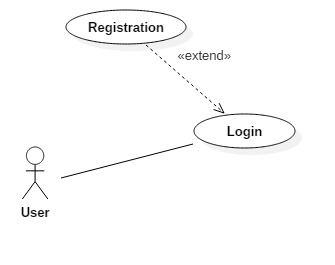 Registration
«extend»
Login
User